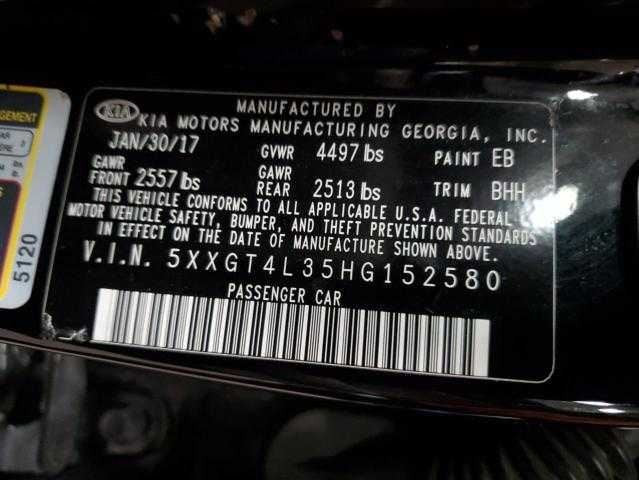 MANUFACTURED BY
KIA KIA MOTORS MANUFACTURING GEORGIA, INC.
JAN/30/17 GVWR 4497 lbs PAINT EB
GAWR FRONT 2557 lbs GAWR REAR 2513 lbs TRIM BHH
THIS VEHICLE CONFORMS TO ALL APPLICABLE U.S.A. FEDERAL
MOTOR VEHICLE SAFETY, BUMPER, AND THEFT PREVENTION STANDARDS
IN EFFECT ON THE DATE OF MANUFACTURE SHOWN ABOVE.
V.I.N. 5XXGT4L35HG152580
PASSENGER CAR
5120